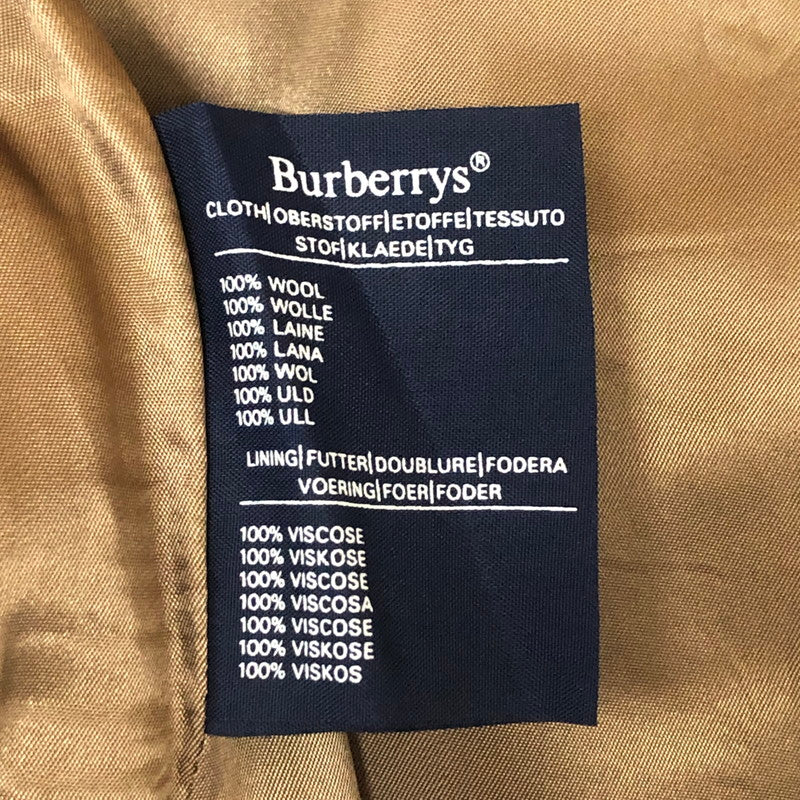 Burberrys®
CLOTH|OBERSTOFF|ETOFFE|TESSUTO
STOF|KLAEDE|TYG
100% WOOL
100% WOLLE
100% LAINE
100% LANA
100% WOL
100% ULD
100% ULL
LINING|FUTTER|DOUBLURE|FODERA
VOERING|FOER|FODER
100% VISCOSE
100% VISKOSE
100% VISCOSE
100% VISCOSA
100% VISCOSE
100% VISKOSE
100% VISKOS